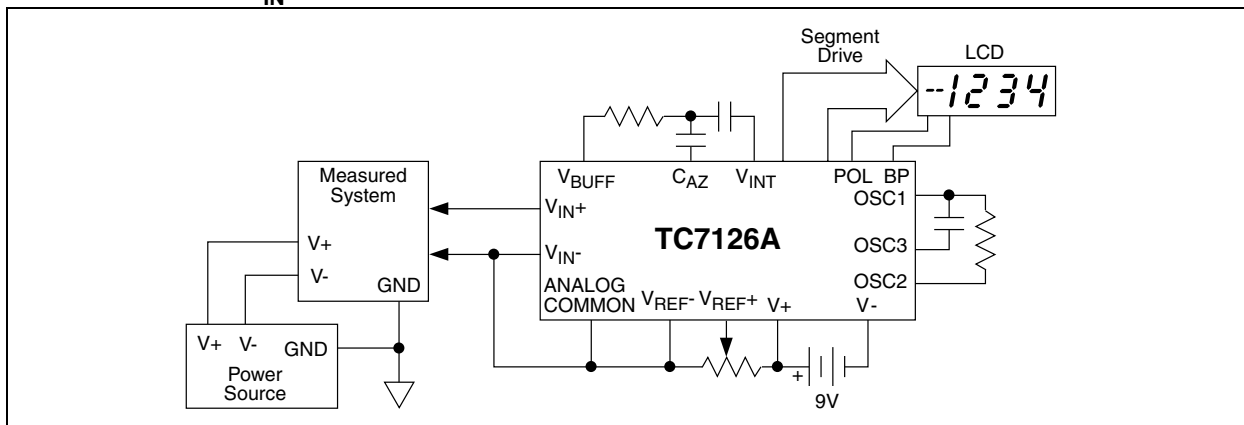 IN
Segment
Drive
LCD
-1234
VBUFF
CAZ
VINT
POL
BP
OSC1
Measured
System
VIN+
TC7126A
V+
VIN-
OSC3
V-
GND
ANALOG
COMMON
VREF-
VREF+
V+
OSC2
V-
V+
V-
GND
Power
Source
+
9V